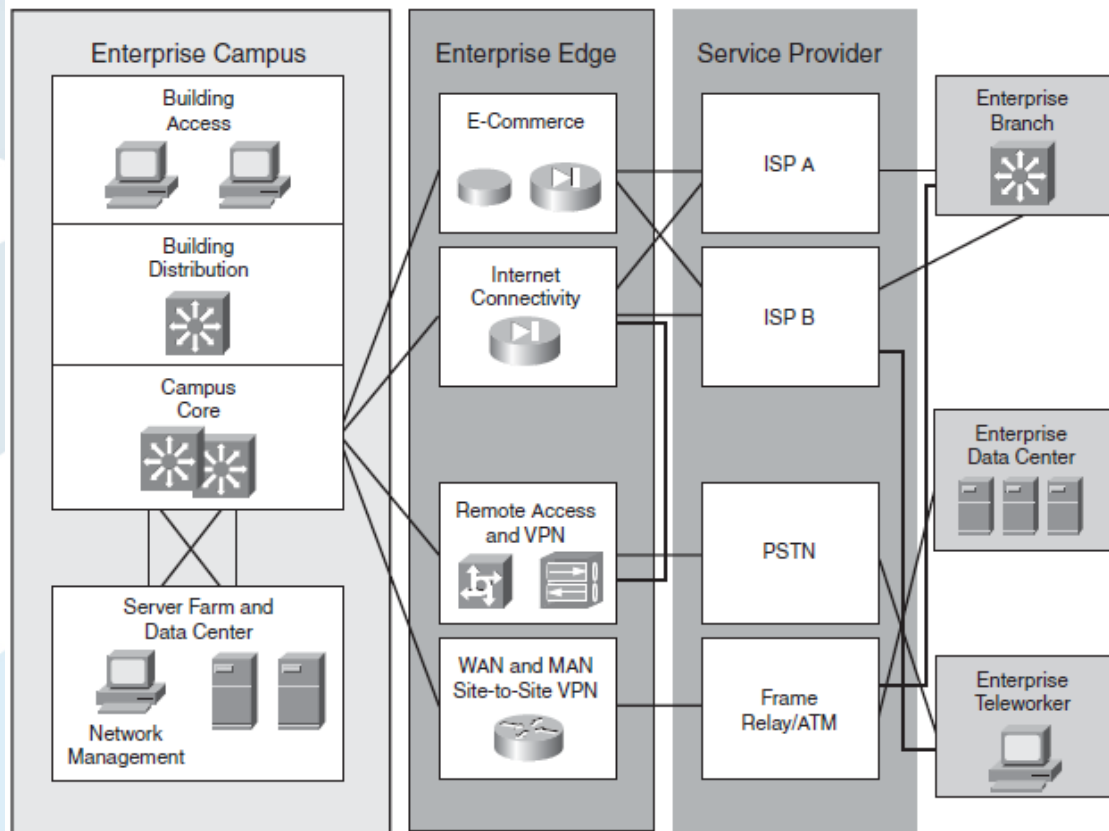 Enterprise Campus
Building
Access
Building
Distribution
Campus
Core
Server Farm and
Data Center
Network
Management
Enterprise Edge
E-Commerce
Internet
Connectivity
Remote Access
and VPN
WAN and MAN
Site-to-Site VPN
Service Provider
ISP A
ISP B
PSTN
Frame
Relay/ATM
Enterprise
Branch
Enterprise
Data Center
Enterprise
Teleworker